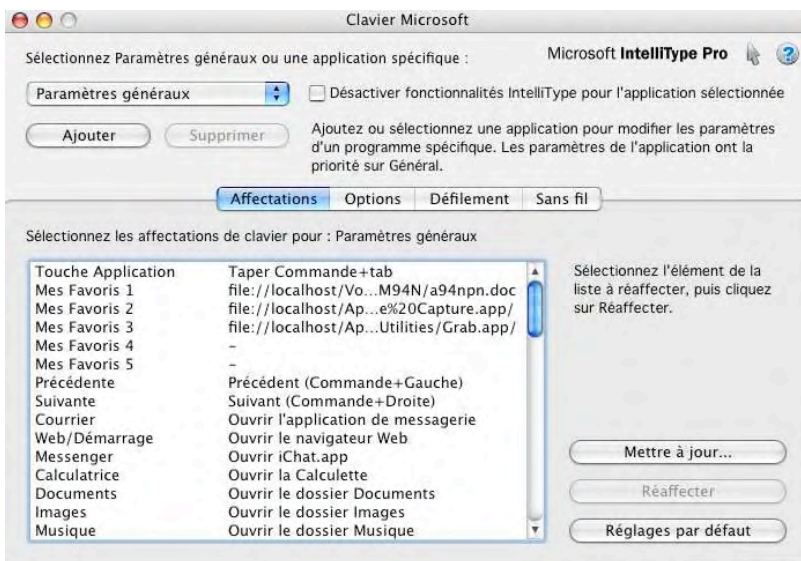 Clavier Microsoft
Sélectionnez Paramètres généraux ou une application spécifique :
Microsoft IntelliType Pro
?
Paramètres généraux
Désactiver fonctionnalités IntelliType pour l'application sélectionnée
Ajouter
Supprimer
Ajoutez ou sélectionnez une application pour modifier les paramètres
d'un programme spécifique. Les paramètres de l'application ont la
priorité sur Général.
Affectations Options Défilement Sans fil
Sélectionnez les affectations de clavier pour : Paramètres généraux
Touche Application Taper Commande+tab
Mes Favoris 1 file://localhost/Vo...M94N/a94npn.doc
Mes Favoris 2 file://localhost/Ap...e%20Capture.app/
Mes Favoris 3 file://localhost/Ap...Utilities/Grab.app/
Mes Favoris 4 –
Mes Favoris 5 –
Précédente Précédent (Commande+Gauche)
Suivante Suivant (Commande+Droite)
Courrier Ouvrir l'application de messagerie
Web/Démarrage Ouvrir le navigateur Web
Messenger Ouvrir iChat.app
Calculatrice Ouvrir la Calculette
Documents Ouvrir le dossier Documents
Images Ouvrir le dossier Images
Musique Ouvrir le dossier Musique
Sélectionnez l'élément de la
liste à réaffecter, puis cliquez
sur Réaffecter.
Mettre à jour...
Réaffecter
Réglages par défaut